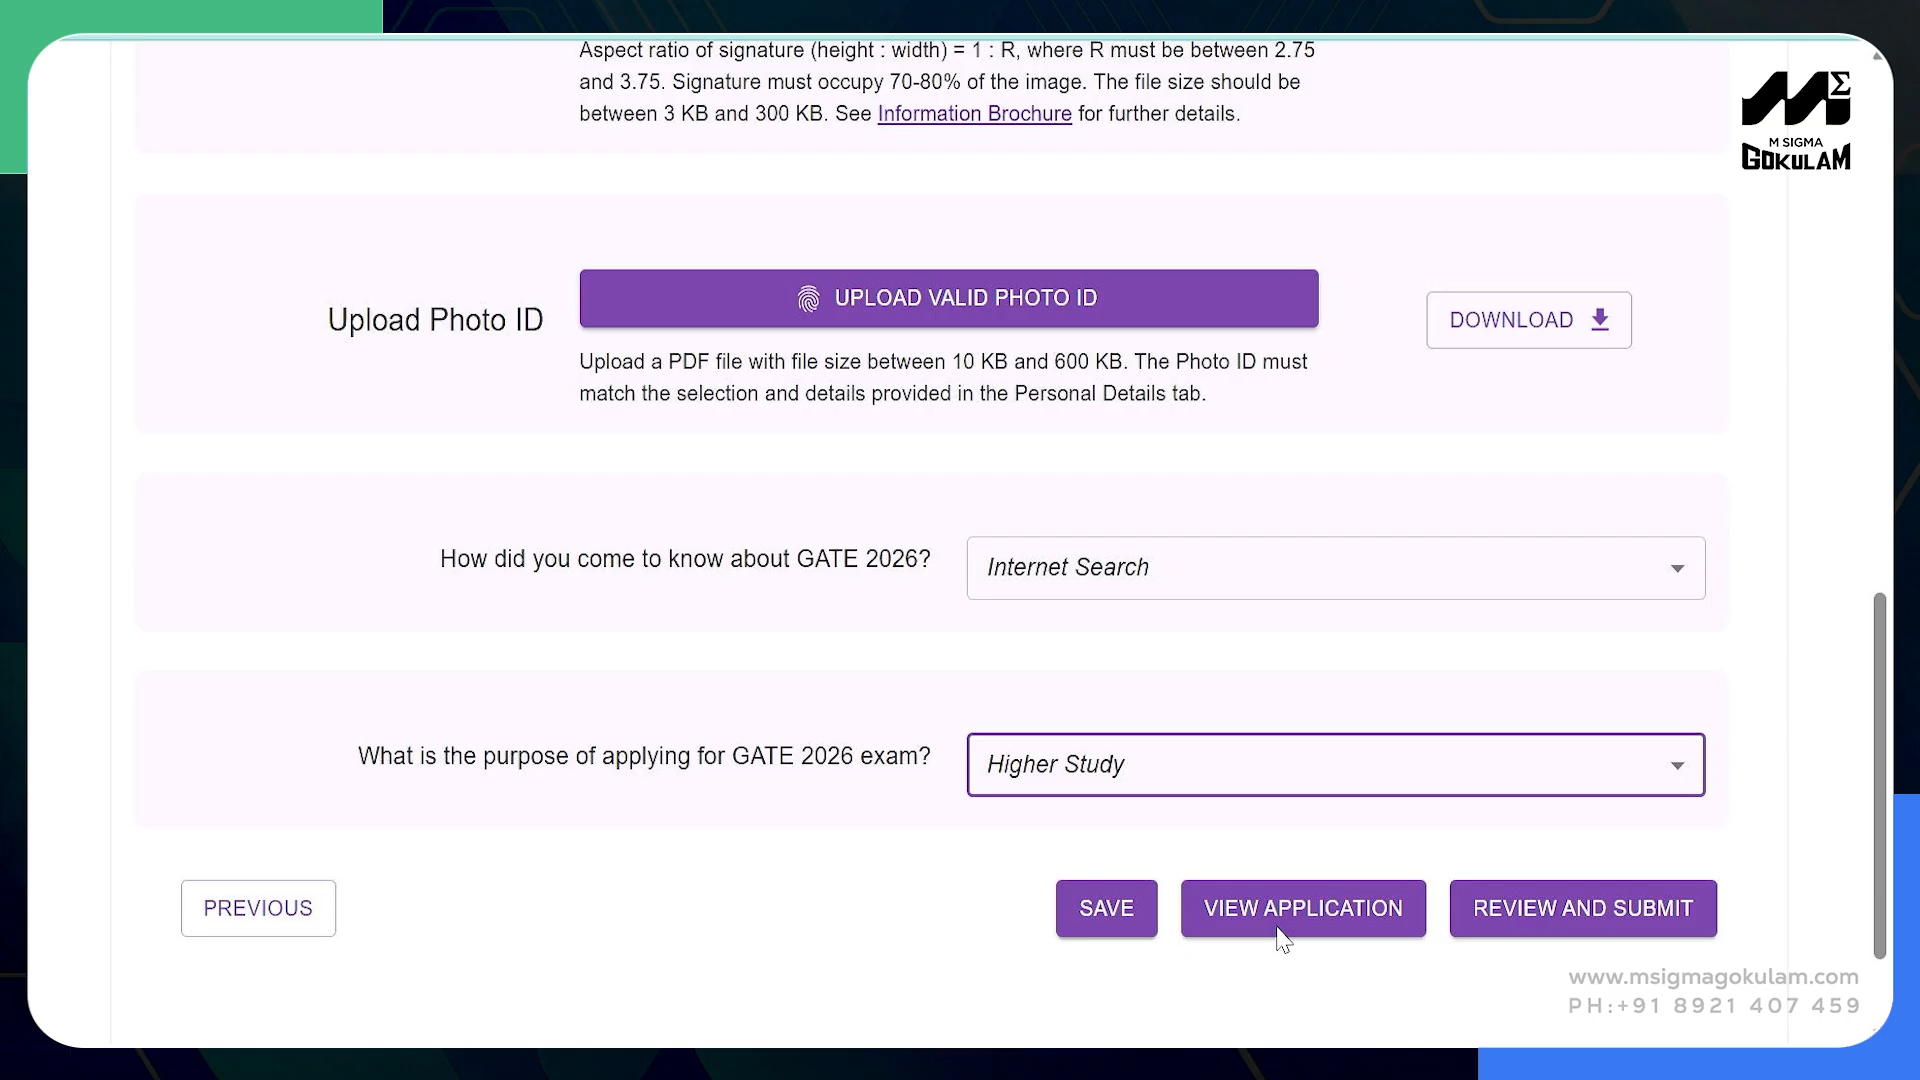 Aspect ratio of signature (height : width) = 1 : R, where R must be between 2.75
and 3.75. Signature must occupy 70-80% of the image. The file size should be
between 3 KB and 300 KB. See Information Brochure for further details.
M Σ
M SIGMA
GOKULAM
Upload Photo ID
UPLOAD VALID PHOTO ID
DOWNLOAD
Upload a PDF file with file size between 10 KB and 600 KB. The Photo ID must
match the selection and details provided in the Personal Details tab.
How did you come to know about GATE 2026?
Internet Search
What is the purpose of applying for GATE 2026 exam?
Higher Study
PREVIOUS
SAVE
VIEW APPLICATION
REVIEW AND SUBMIT
www.msigmagokulam.com
PH:+91 8921 407 459